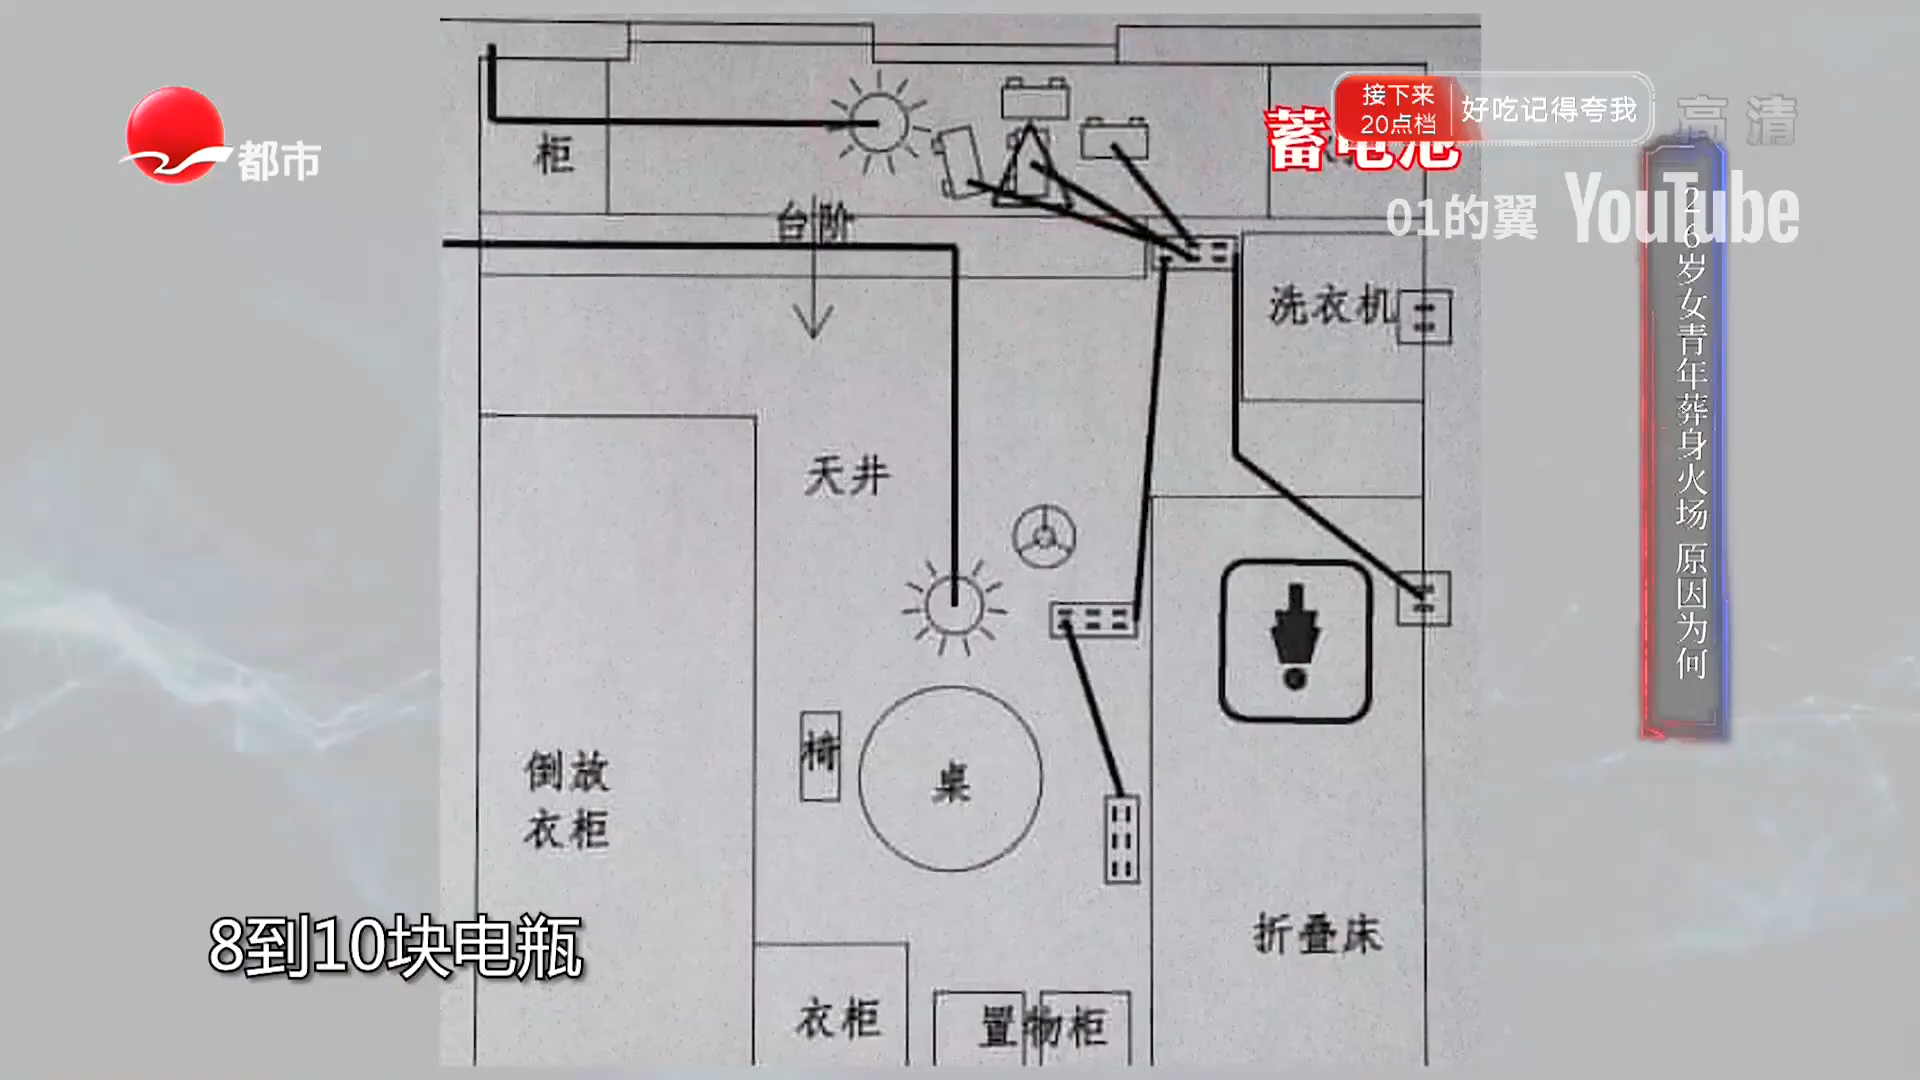 都市
接下来
20点档
好吃记得夸我
高清
蓄电池
01的翼 YouTube
26岁女青年葬身火场 原因为何
柜
台阶
洗衣机
天井
椅
桌
倒放
衣柜
折叠床
衣柜
置物柜
8到10块电瓶